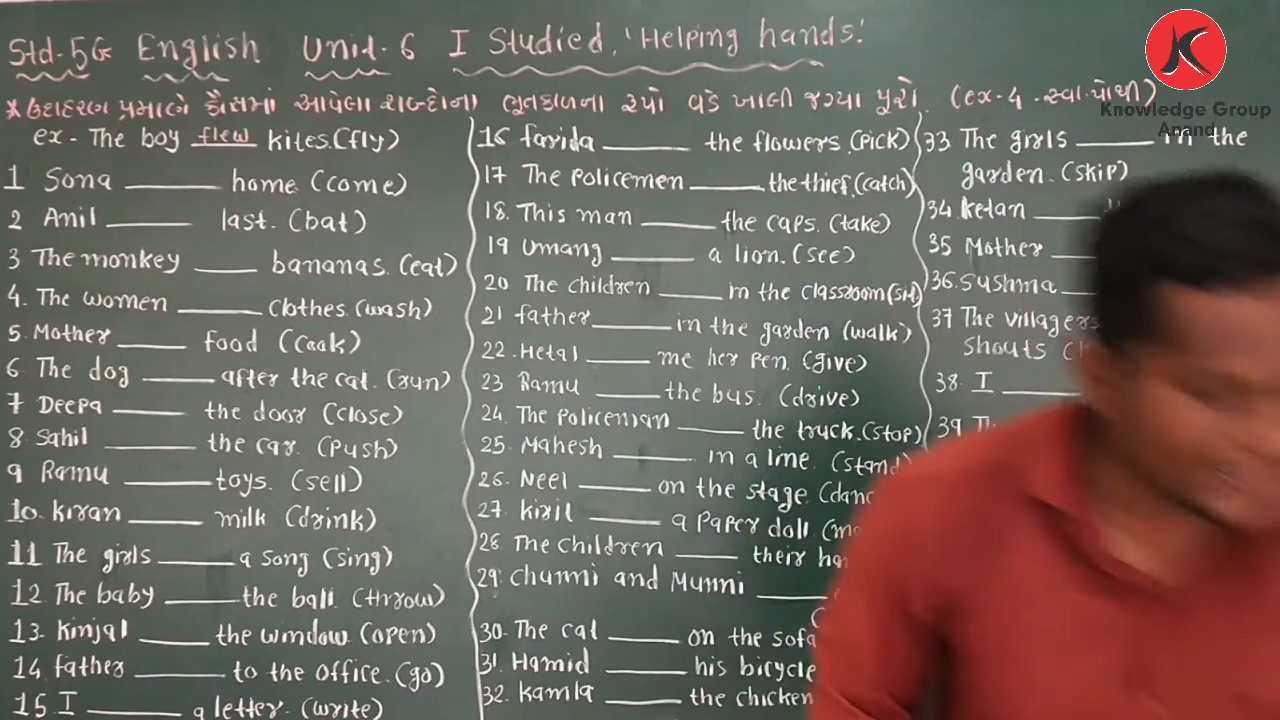 Std-5G English Unit-6 I Studied, 'Helping hands!'
* ઉદાહરણ પ્રમાણે કૌંસમાં આપેલા શબ્દોના ભૂતકાળના રૂપો વડે ખાલી જગ્યા પુરો. (ex-4 - સ્વા.પોથી)
ex- The boy flew kites.(fly)
1 Sona ______ home (come)
2 Anil ______ last. (bat)
3 The monkey ______ bananas. (eat)
4. The women ______ clothes. (wash)
5. Mother ______ food (Cook)
6. The dog ______ after the cat. (run)
7 Deepa ______ the door (close)
8 Sahil ______ the car. (Push)
9 Ramu ______ toys. (sell)
10. Kiran ______ milk (drink)
11 The girls ______ a song (sing)
12 The baby ______ the ball. (throw)
13. Kinjal ______ the window. (open)
14. father ______ to the office. (go)
15 I ______ a letter. (write)
16 farida ______ the flowers. (PICK)
17 The Policemen ______ the thief. (catch)
18. This man ______ the caps. (take)
19 Umang ______ a lion. (see)
20 The children ______ in the classroom (sit)
21 father ______ in the garden (walk)
22. Hetal ______ me her pen. (give)
23 Ramu ______ the bus. (drive)
24. The Policeman ______ the truck. (stop)
25. Mahesh ______ in a line. (stand)
26. Neel ______ on the stage. (danc
27. Kirit ______ a Paper doll. (m
28 The children ______ their ha
29. Chunni and Munni ______
30. The cat ______ on the sofa
31. Hamid ______ his bicycle
32. Kamla ______ the chicken
33 The girls ______ in the
garden. (skip)
34 Ketan ______
35 Mother ______
36. Sushma ______
37 The villagers
shouts (
38. I ______
39
Knowledge Group
Anand